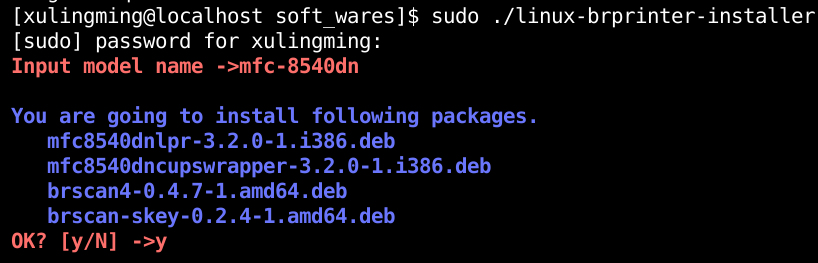 [xulingming@localhost soft_wares]$ sudo ./linux-brprinter-installer
[sudo] password for xulingming:
Input model name ->mfc-8540dn
You are going to install following packages.
mfc8540dnlpr-3.2.0-1.i386.deb
mfc8540dncupswrapper-3.2.0-1.i386.deb
brscan4-0.4.7-1.amd64.deb
brscan-skey-0.2.4-1.amd64.deb
OK? [y/N] ->y